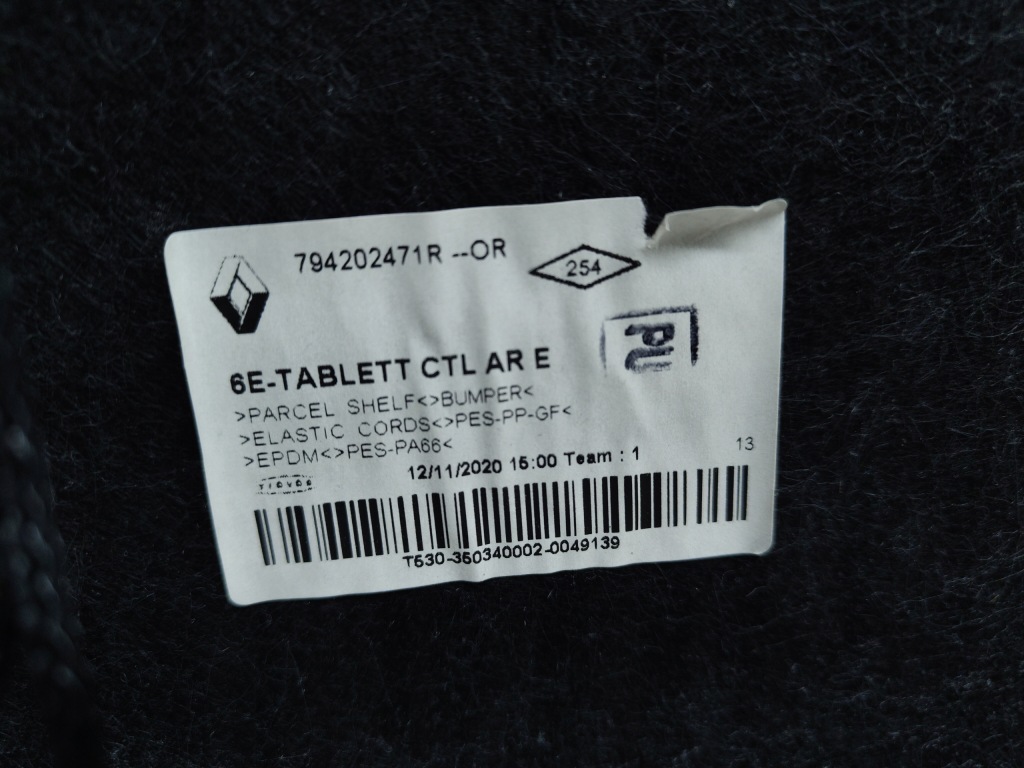 794202471R --OR
254
PU
6E-TABLETT CTL AR E
>PARCEL SHELF<>BUMPER<
>ELASTIC CORDS<>PES-PP-GF<
>EPDM<>PES-PA66<
12/11/2020 15:00 Team : 1
13
T530-350340002-0049139